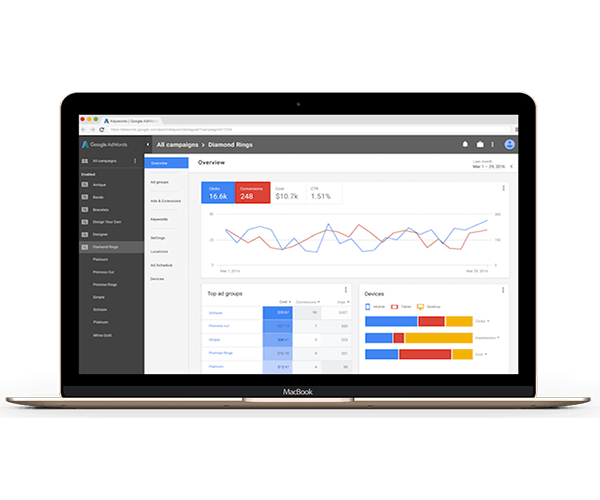 Keywords | Google AdWords
Google AdWords
All campaigns > Diamond Rings
All campaigns
Overview
Overview
Last month
Mar 1 – 29, 2016
Enabled
Antique
Bands
Bracelets
Design Your Own
Designer
Diamond Rings
Platinum
Princess Cut
Promise Rings
Simple
Solitaire
Platinum
White Gold
Ad groups
Ads & Extensions
Keywords
Settings
Locations
Ad Schedule
Devices
Clicks
16.6k
Conversions
248
Cost
$10.7k
CTR
1.51%
Mar 1, 2016
Mar 29, 2016
Top ad groups
Cost
Conversions
Solitaire
Princess cut
Simple
Promise Rings
Platinum
Devices
Mobile
Tablet
Desktop
Clicks
Impressions
Cost
MacBook